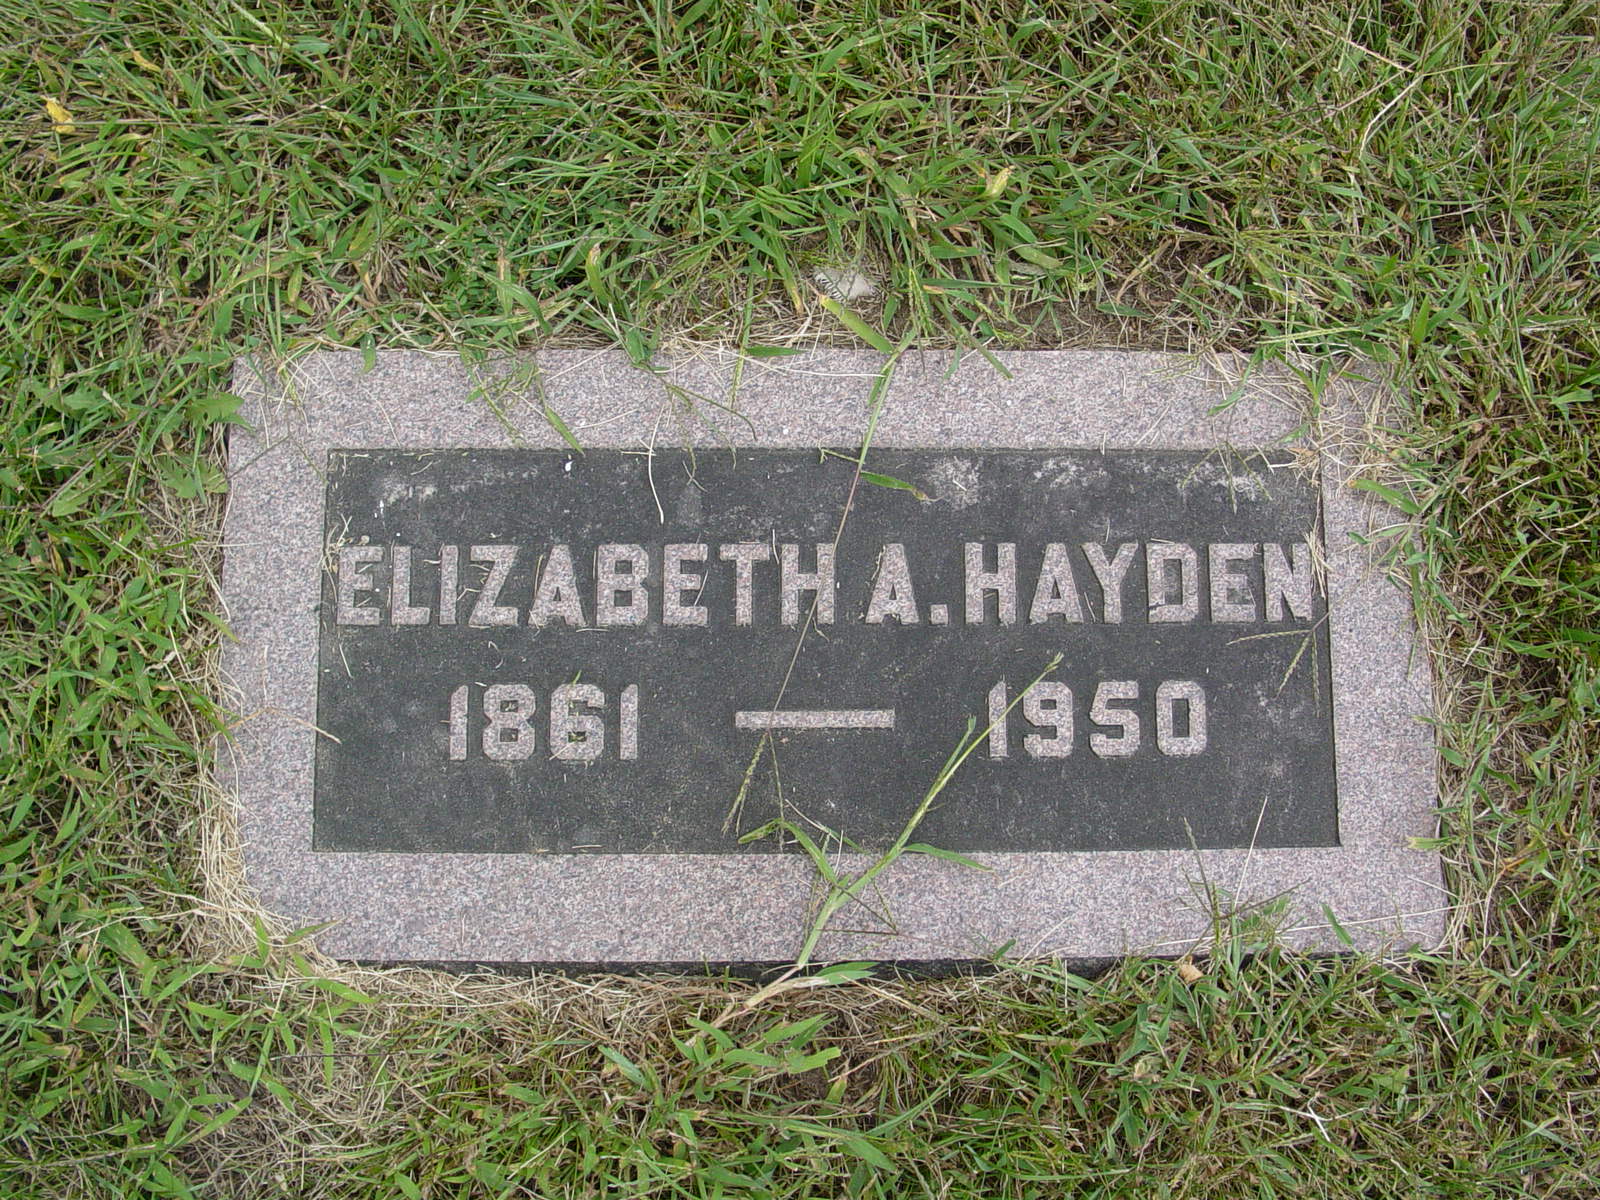 ELIZABETH A. HAYDEN
1861 — 1950